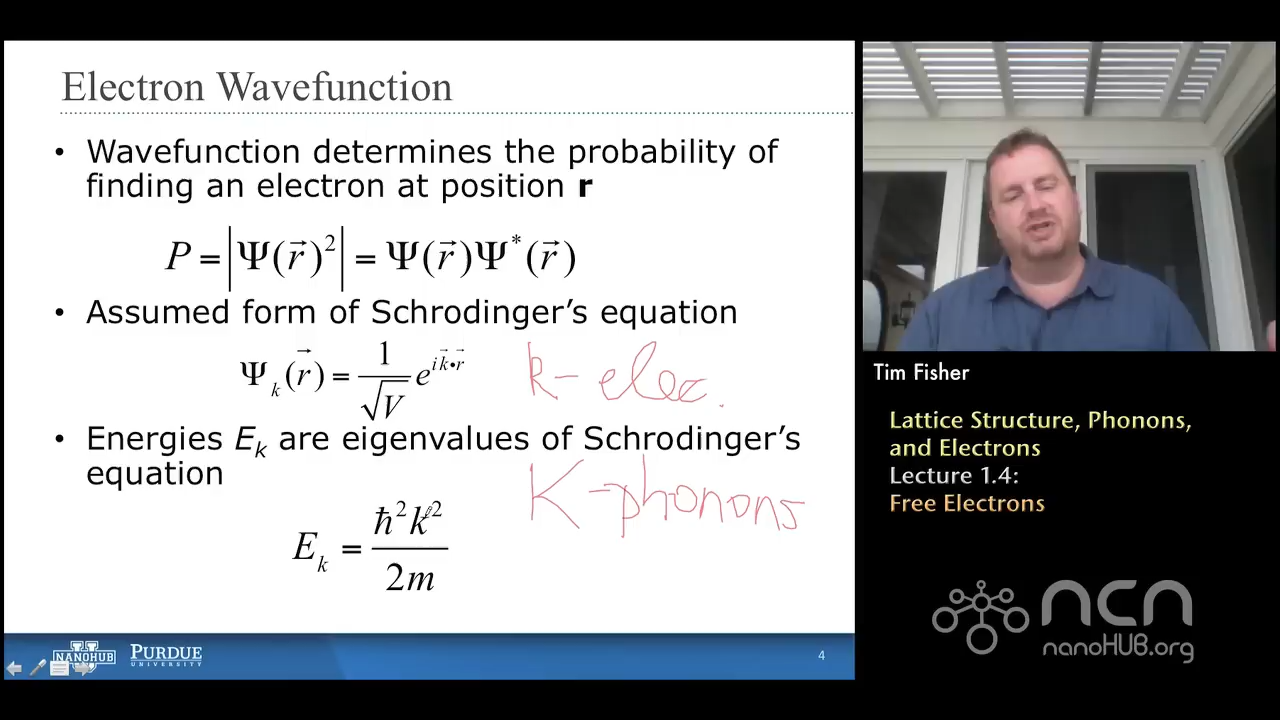 Electron Wavefunction
• Wavefunction determines the probability of
finding an electron at position r
P = |Ψ(r⃗)²| = Ψ(r⃗)Ψ*(r⃗)
• Assumed form of Schrodinger’s equation
Ψₖ(r⃗) = 1/√V e^{ik⃗•r⃗}
k - elec.
• Energies Eₖ are eigenvalues of Schrodinger’s
equation
K - phonons
Eₖ = ħ²k²/2m
NANOHUB
PURDUE
UNIVERSITY
4
Tim Fisher
Lattice Structure, Phonons,
and Electrons
Lecture 1.4:
Free Electrons
ncn
nanoHUB.org